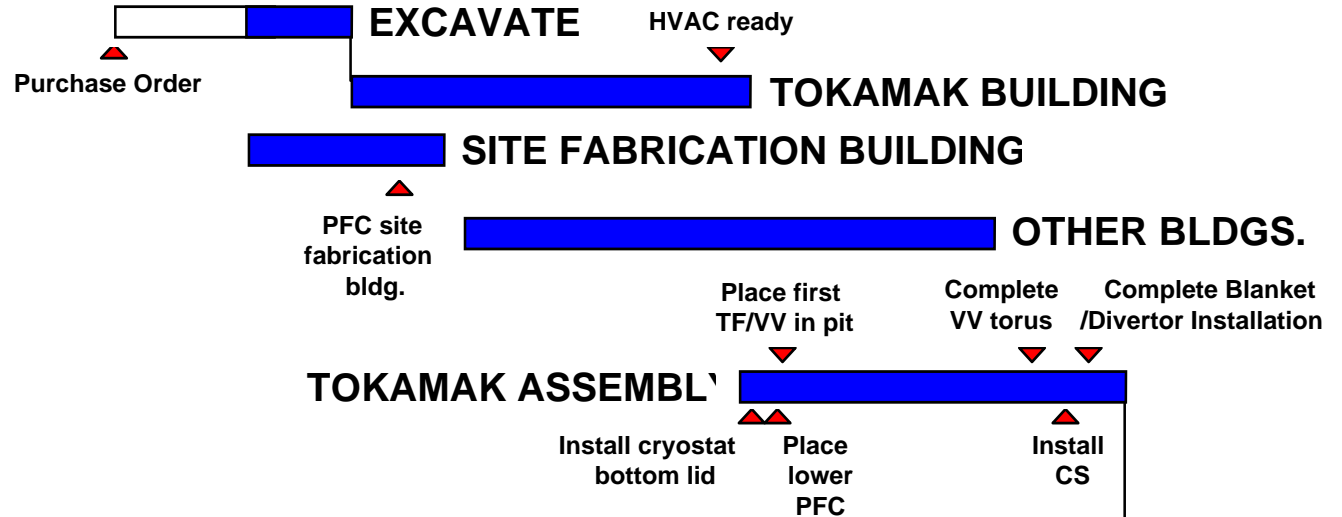 EXCAVATE
HVAC ready
Purchase Order
TOKAMAK BUILDING
SITE FABRICATION BUILDING
PFC site
fabrication
bldg.
OTHER BLDGS.
Place first
TF/VV in pit
Complete
VV torus
Complete Blanket
/Divertor Installation
TOKAMAK ASSEMBLY
Install cryostat
bottom lid
Place
lower
PFC
Install
CS